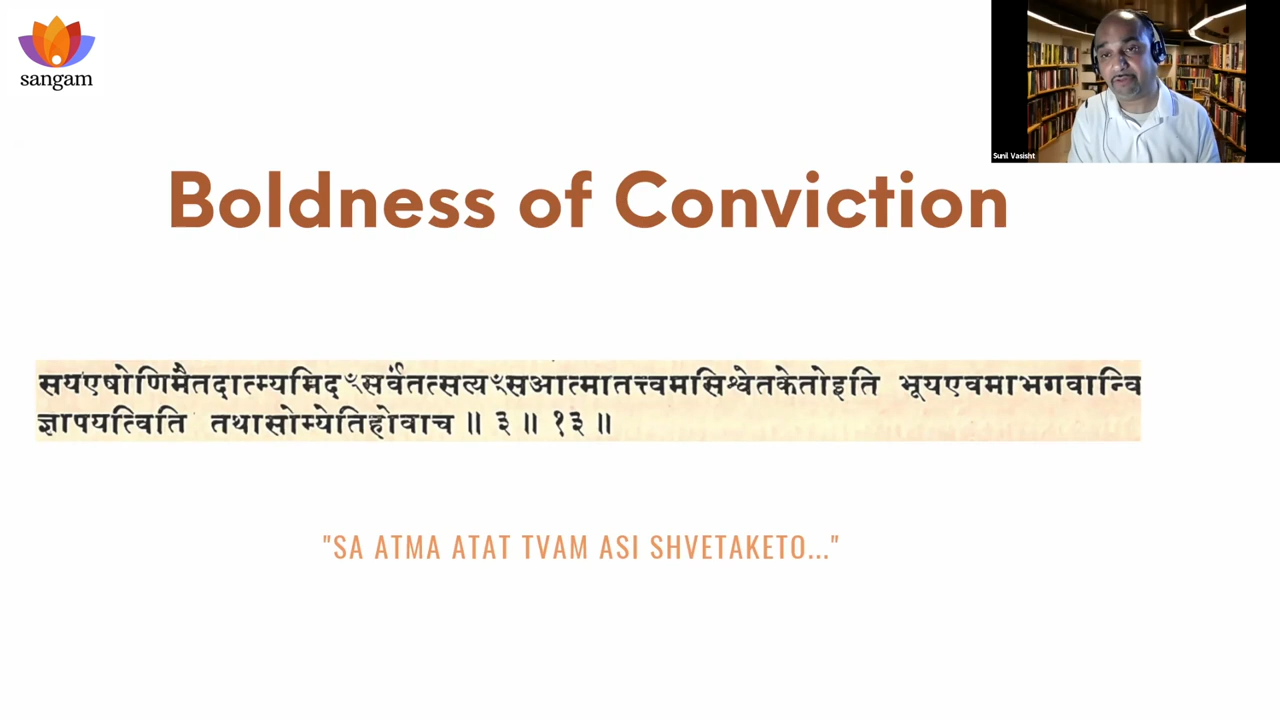 sangam
Sunil Vasisht
Boldness of Conviction
सयएषोणिमैतदात्म्यमिद ँ्सर्वंतत्सत्य ँ्सआत्मातत्त्वमसिश्वेतकेतोइति भूयएवमाभगवान्वि
ज्ञापयत्विति तथासोम्येतिहोवाच ॥ ३ ॥ १३ ॥
"SA ATMA ATAT TVAM ASI SHVETAKETO..."